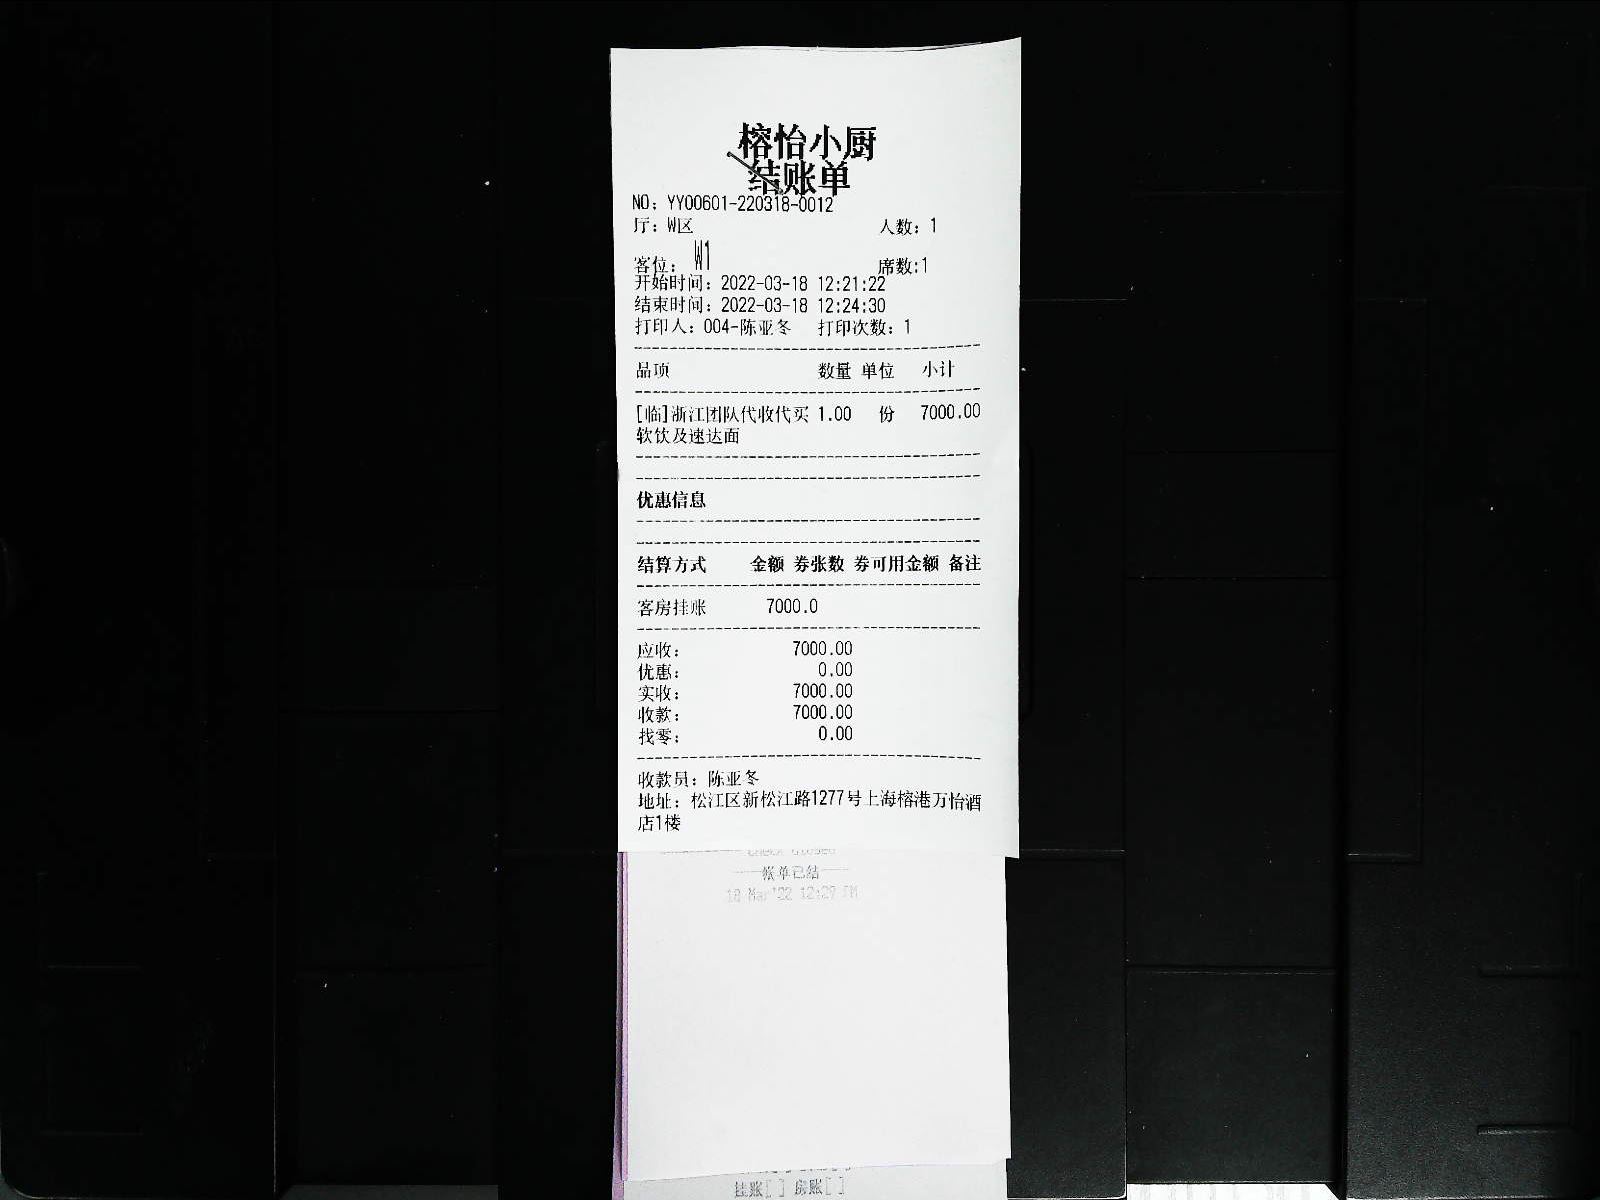 榕怡小厨
结账单
NO: YY00601-220318-0012
厅: W区 人数: 1
客位: W1 席数:1
开始时间: 2022-03-18 12:21:22
结束时间: 2022-03-18 12:24:30
打印人: 004-陈亚冬 打印次数: 1
品项 数量 单位 小计
[临]浙江团队代收代买 1.00 份 7000.00
软饮及速达面
优惠信息
结算方式 金额 券张数 券可用金额 备注
客房挂账 7000.0
应收: 7000.00
优惠: 0.00
实收: 7000.00
收款: 7000.00
找零: 0.00
收款员: 陈亚冬
地址: 松江区新松江路1277号上海榕港万怡酒
店1楼
账单已结
18 Mar'22 12:29 PM
挂账[ ] 房账[ ]